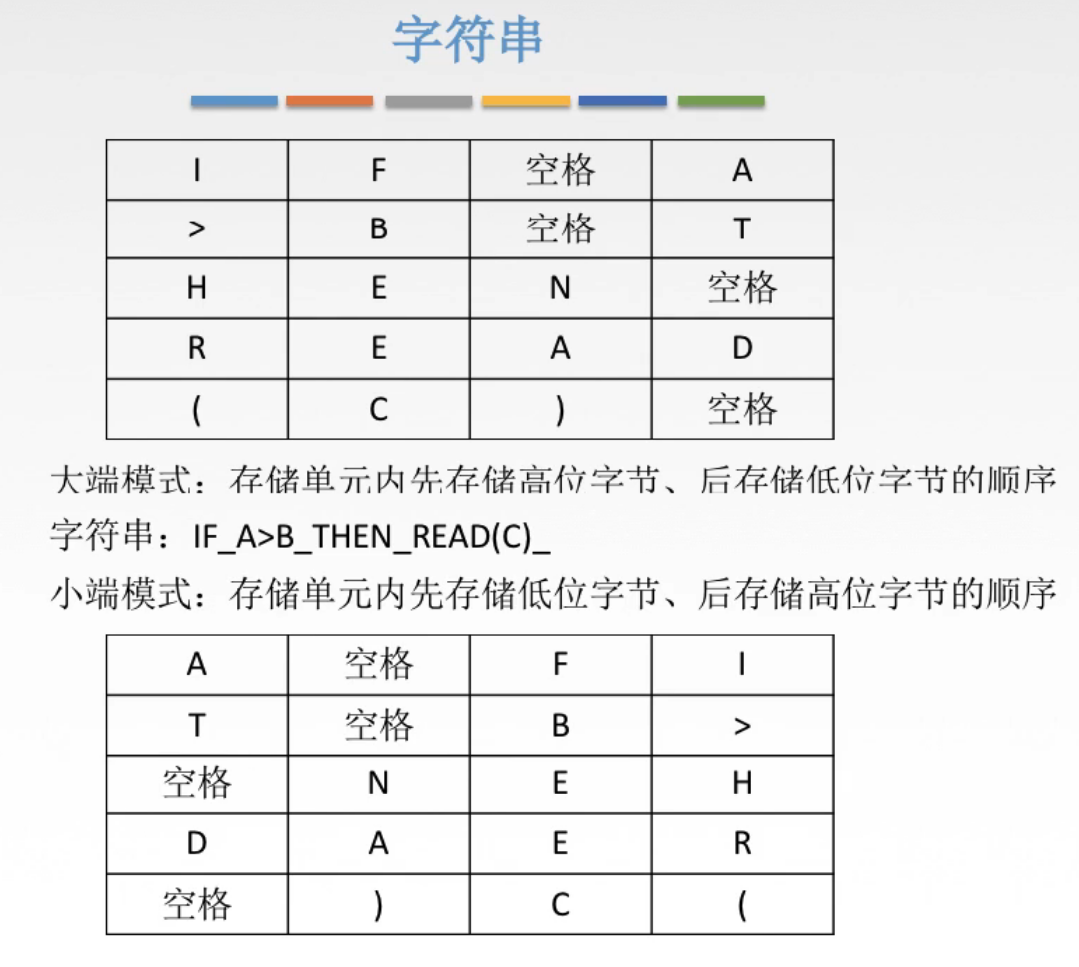 字符串
I F 空格 A
> B 空格 T
H E N 空格
R E A D
( C ) 空格
大端模式：存储单元内先存储高位字节、后存储低位字节的顺序
字符串：IF_A>B_THEN_READ(C)_
小端模式：存储单元内先存储低位字节、后存储高位字节的顺序
A 空格 F I
T 空格 B >
空格 N E H
D A E R
空格 ) C (